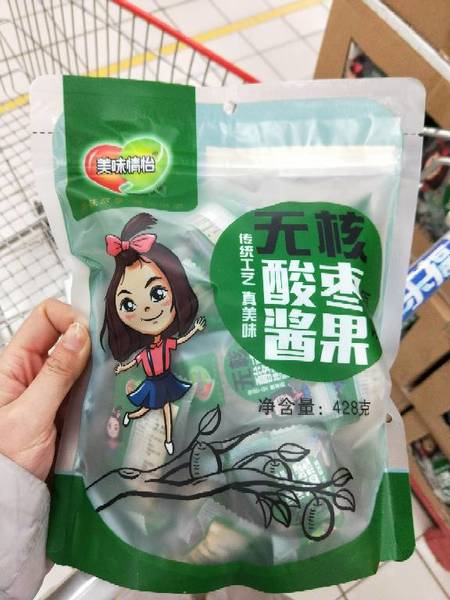 美味情怡
无核
酸枣
酱果
传统工艺 真美味
净含量：428克